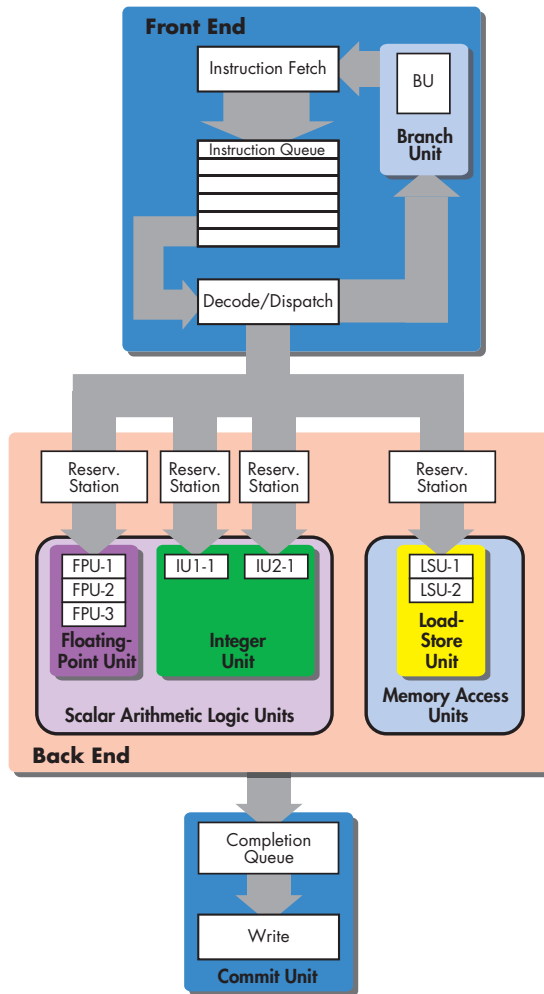 Front End
Instruction Fetch
BU
Branch
Unit
Instruction Queue
Decode/Dispatch
Reserv.
Station
Reserv.
Station
Reserv.
Station
Reserv.
Station
FPU-1
FPU-2
FPU-3
Floating-
Point Unit
IU1-1
IU2-1
Integer
Unit
Scalar Arithmetic Logic Units
LSU-1
LSU-2
Load-
Store
Unit
Memory Access
Units
Back End
Completion
Queue
Write
Commit Unit